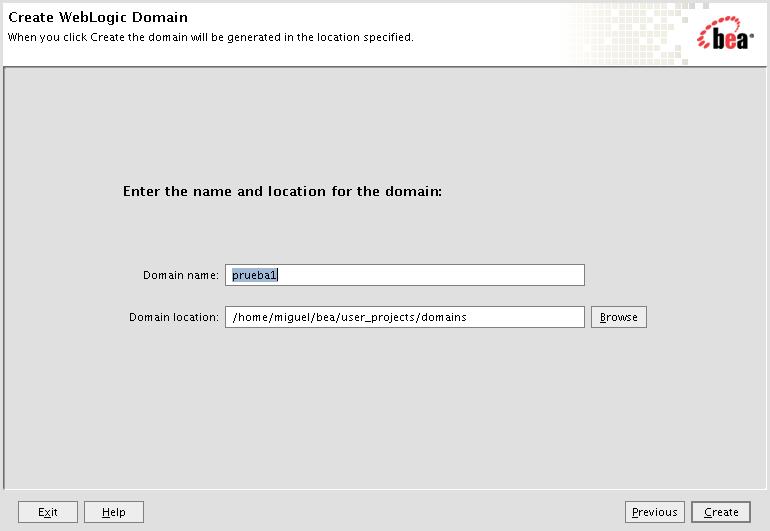 Create WebLogic Domain
When you click Create the domain will be generated in the location specified.
bea
Enter the name and location for the domain:
Domain name: prueba1
Domain location: /home/miguel/bea/user_projects/domains Browse
Exit Help Previous Create